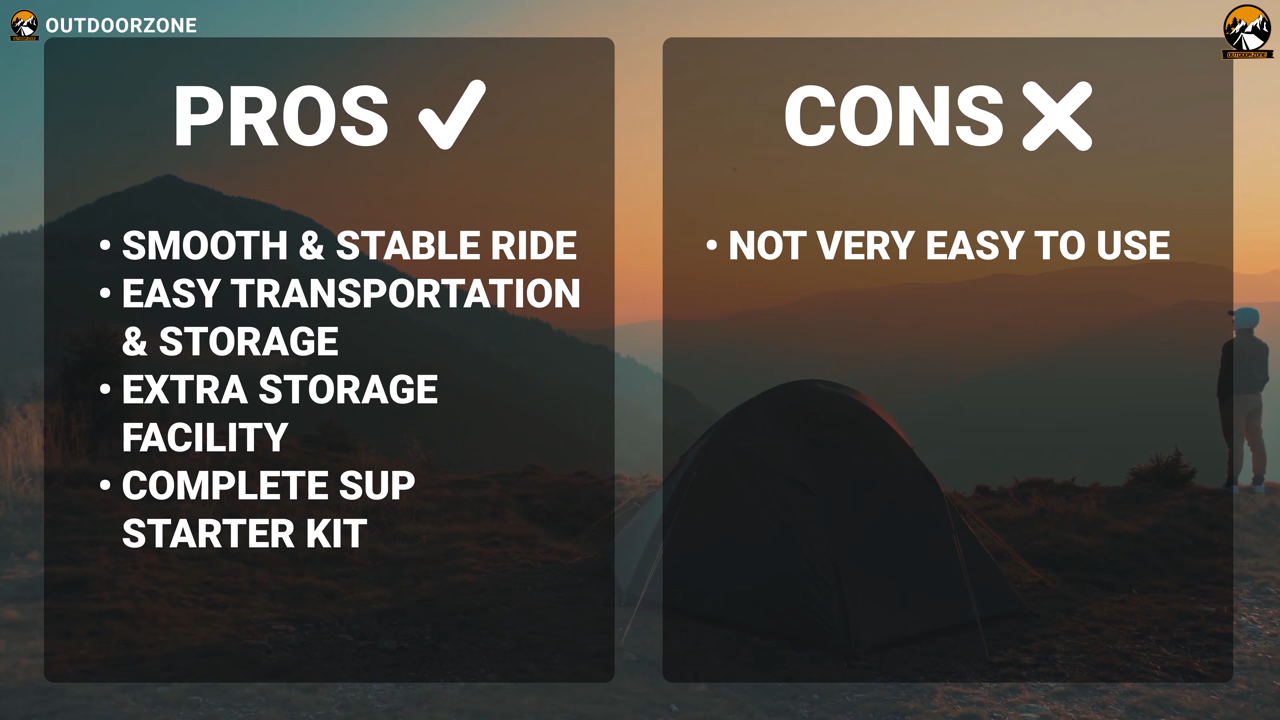 OUTDOORZONE
OUTDOORZONE
PROS
• SMOOTH & STABLE RIDE
• EASY TRANSPORTATION
& STORAGE
• EXTRA STORAGE
FACILITY
• COMPLETE SUP
STARTER KIT
CONS
• NOT VERY EASY TO USE